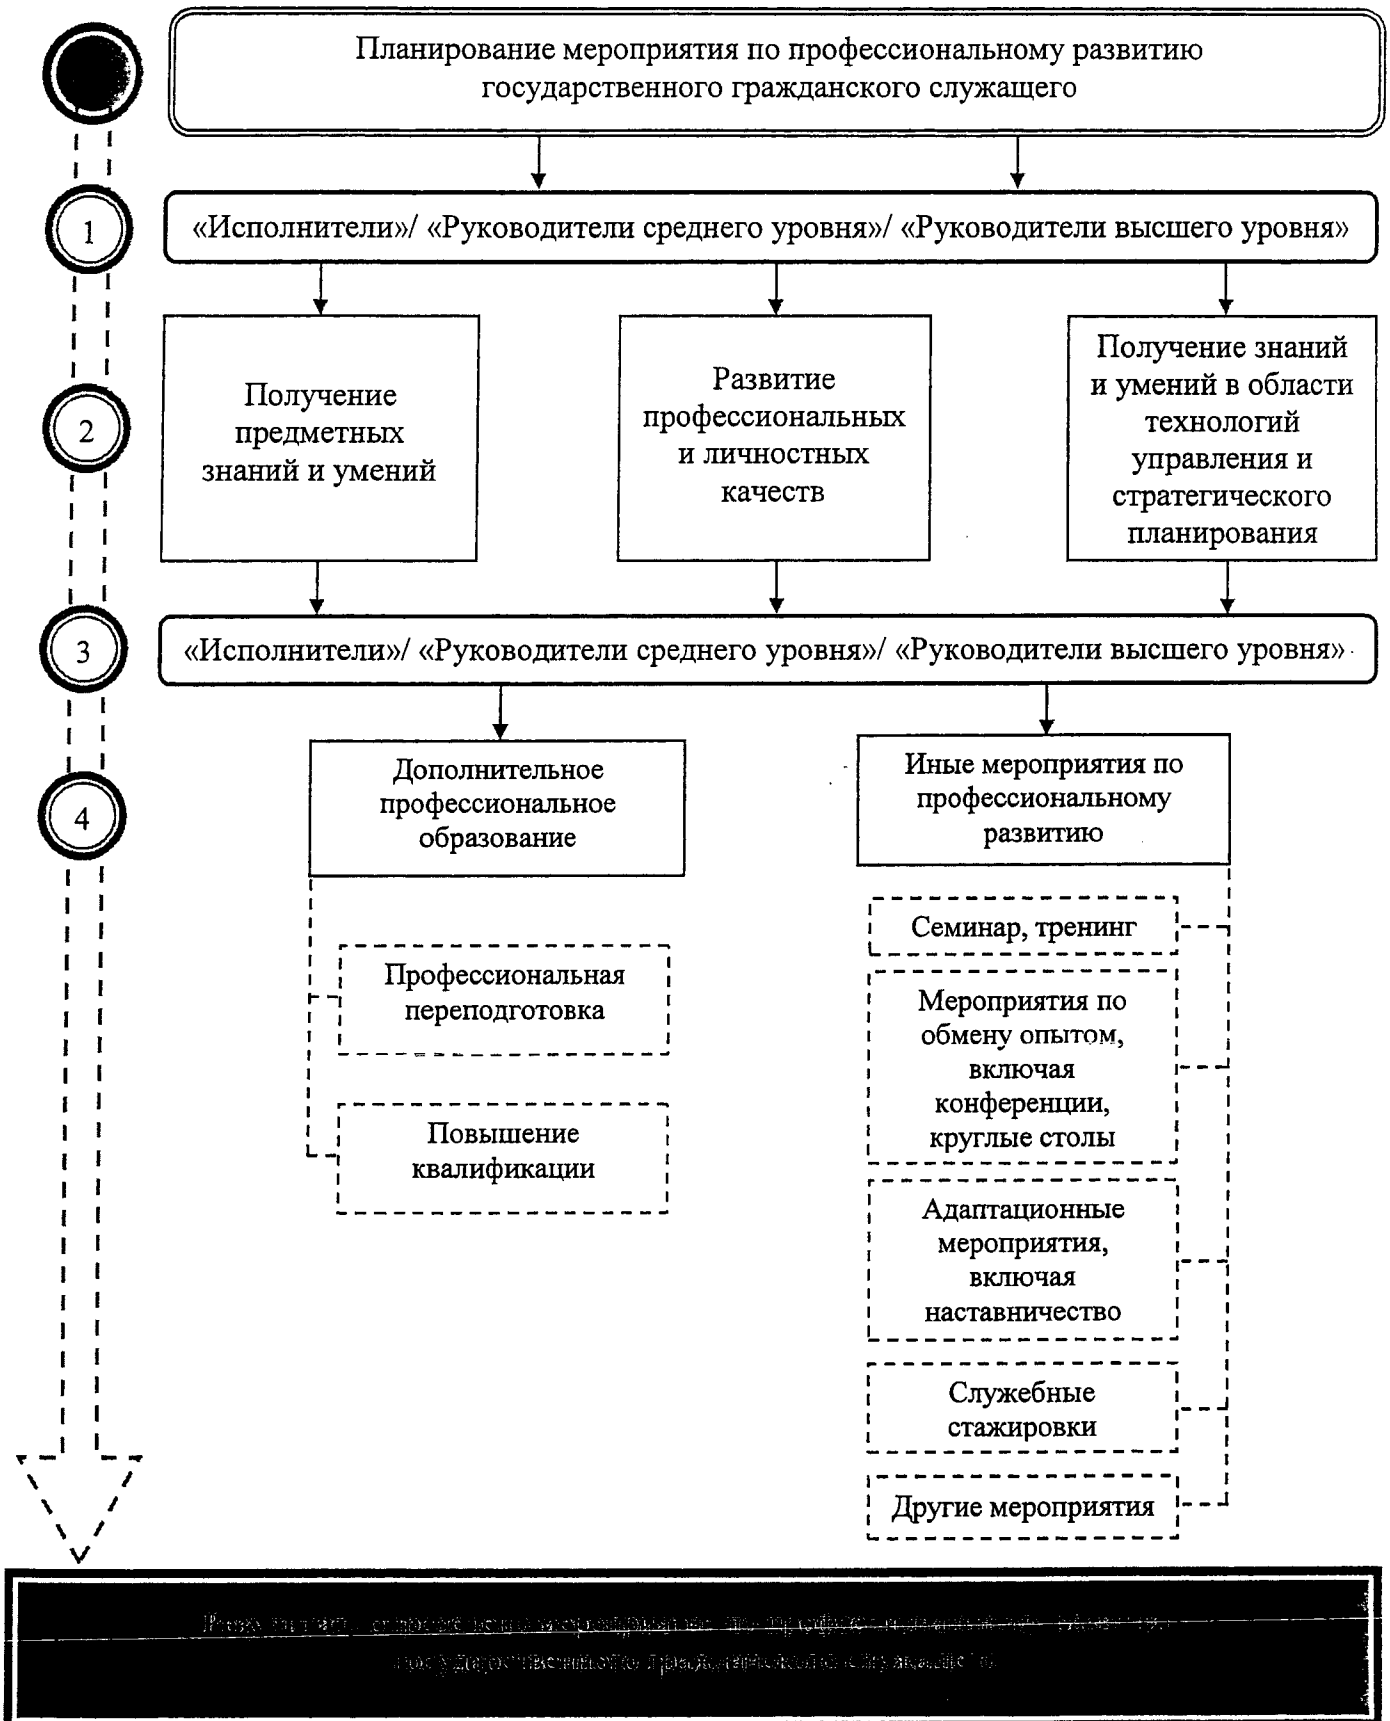 Планирование мероприятия по профессиональному развитию
государственного гражданского служащего
1
«Исполнители»/ «Руководители среднего уровня»/ «Руководители высшего уровня»
2
Получение
предметных
знаний и умений
Развитие
профессиональных
и личностных
качеств
Получение знаний
и умений в области
технологий
управления и
стратегического
планирования
3
«Исполнители»/ «Руководители среднего уровня»/ «Руководители высшего уровня»
4
Дополнительное
профессиональное
образование
Профессиональная
переподготовка
Повышение
квалификации
Иные мероприятия по
профессиональному
развитию
Семинар, тренинг
Мероприятия по
обмену опытом,
включая
конференции,
круглые столы
Адаптационные
мероприятия,
включая
наставничество
Служебные
стажировки
Другие мероприятия